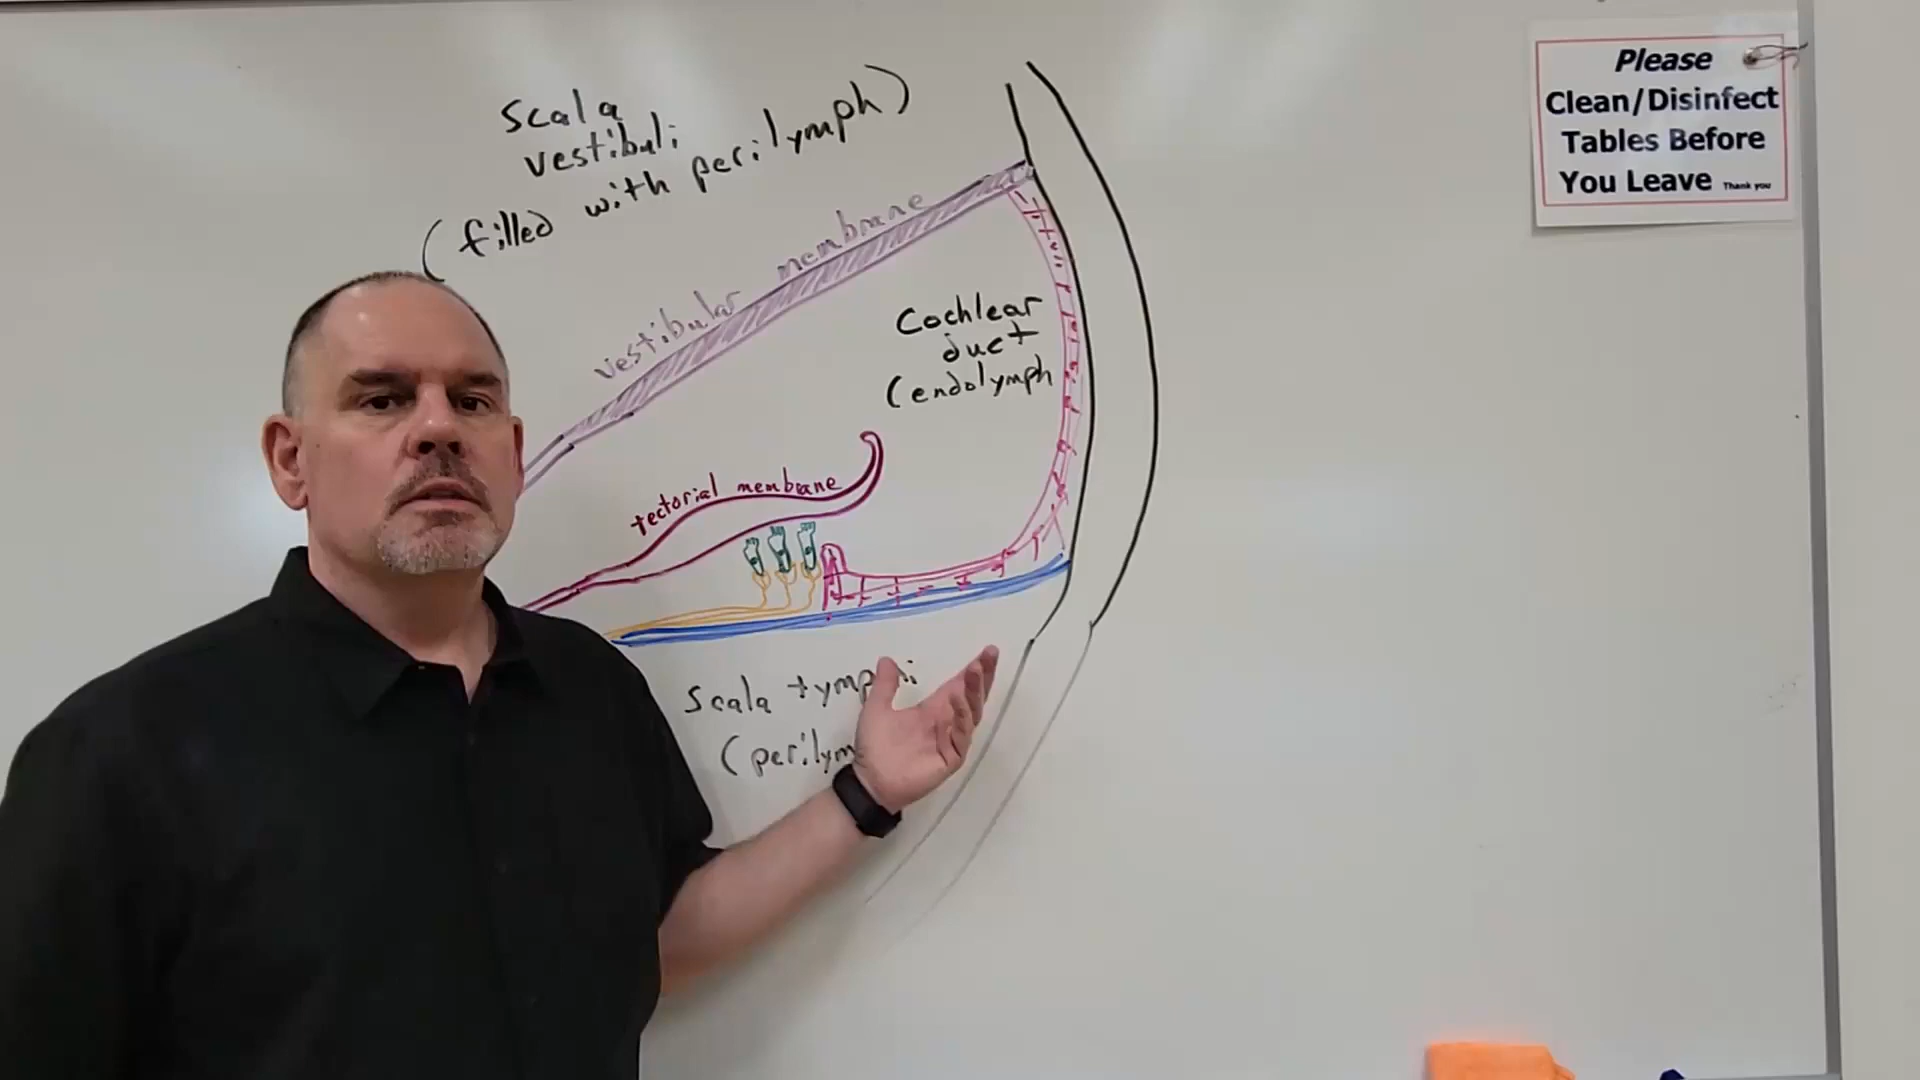 scala
vestibuli
(filled with perilymph)
vestibular membrane
Cochlear
duct
(endolymph
tectorial membrane
scala tympani
(perilym
Please
Clean/Disinfect
Tables Before
You Leave Thank you